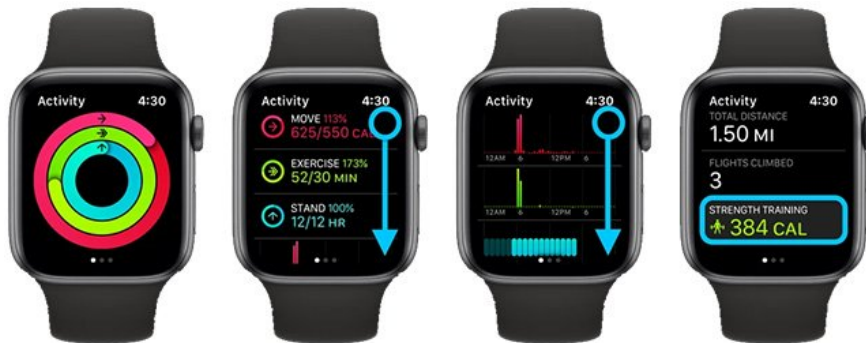 Activity 4:30
Activity 4:30
MOVE 113%
625/550 CAL
EXERCISE 173%
52/30 MIN
STAND 100%
12/12 HR
Activity 4:30
12AM 6 12PM 6
12AM 6 12PM 6
Activity 4:30
TOTAL DISTANCE
1.50 MI
FLIGHTS CLIMBED
3
STRENGTH TRAINING
384 CAL